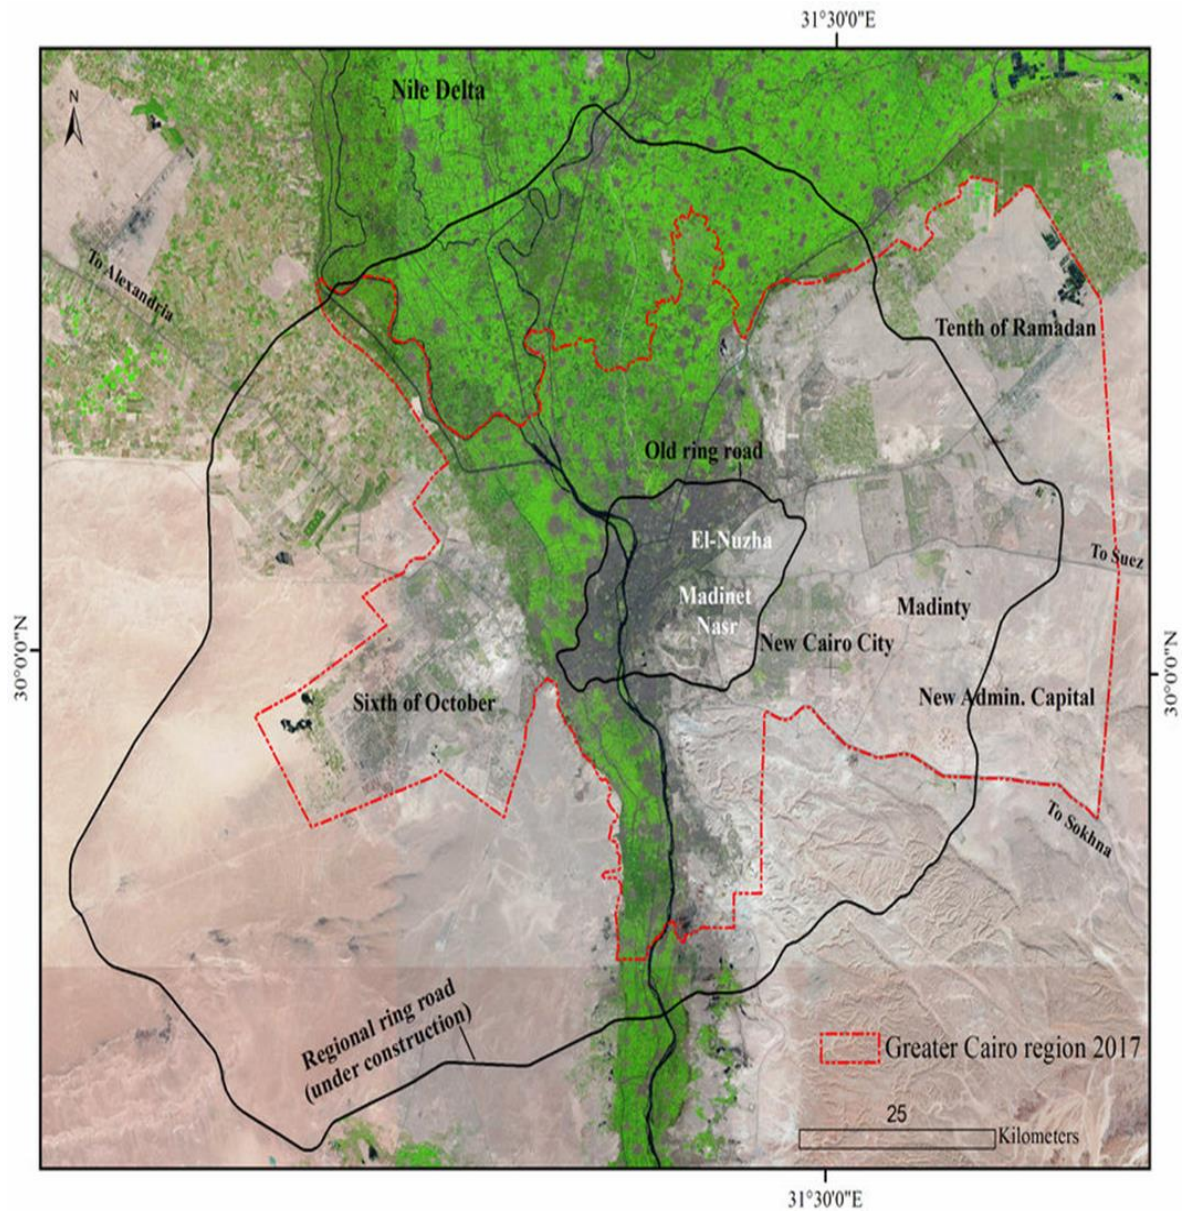 31°30'0"E
Nile Delta
N
To Alexandria
Tenth of Ramadan
Old ring road
El-Nuzha
To Suez
Madinet
Nasr
Madinty
New Cairo City
30°0'0"N
30°0'0"N
Sixth of October
New Admin. Capital
To Sokhna
Regional ring road
(under construction)
Greater Cairo region 2017
25
Kilometers
31°30'0"E